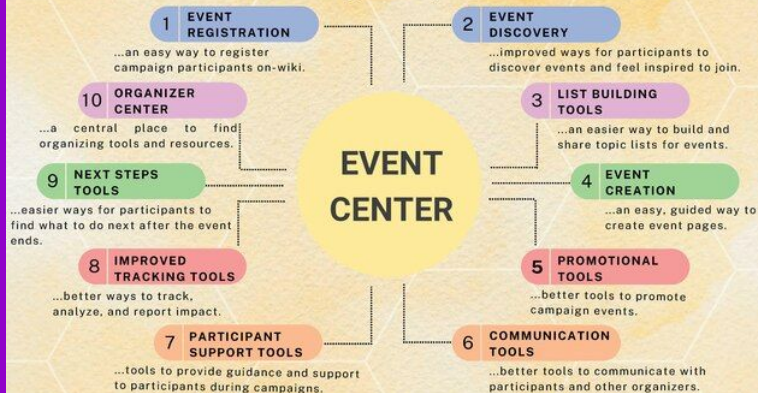 1 EVENT
REGISTRATION
...an easy way to register
campaign participants on-wiki.
2 EVENT
DISCOVERY
...improved ways for participants to
discover events and feel inspired to join.
10 ORGANIZER
CENTER
...a central place to find
organizing tools and resources.
3 LIST BUILDING
TOOLS
...an easier way to build and
share topic lists for events.
EVENT
CENTER
9 NEXT STEPS
TOOLS
...easier ways for participants to
find what to do next after the event
ends.
4 EVENT
CREATION
...an easy, guided way to
create event pages.
8 IMPROVED
TRACKING TOOLS
...better ways to track,
analyze, and report impact.
5 PROMOTIONAL
TOOLS
...better tools to promote
campaign events.
7 PARTICIPANT
SUPPORT TOOLS
...tools to provide guidance and support
to participants during campaigns.
6 COMMUNICATION
TOOLS
...better tools to communicate with
participants and other organizers.